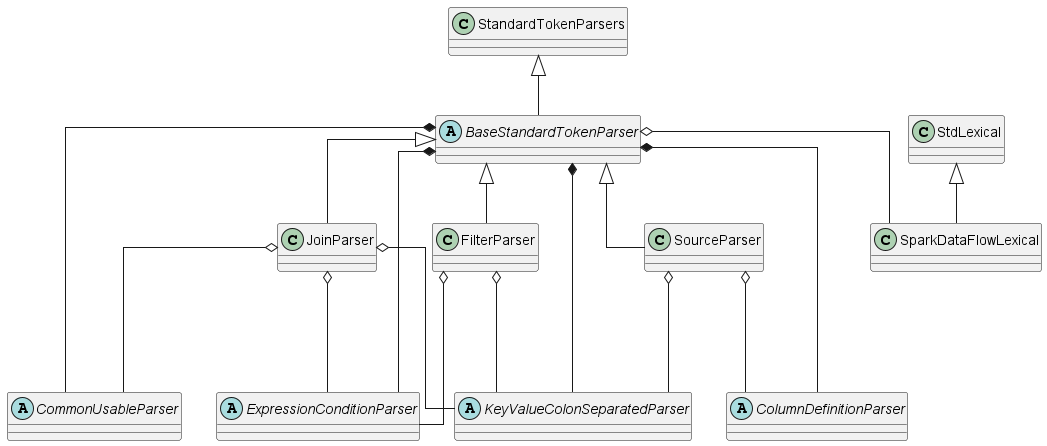 C StandardTokenParsers
A BaseStandardTokenParser
C StdLexical
C JoinParser
C FilterParser
C SourceParser
C SparkDataFlowLexical
A CommonUsableParser
A ExpressionConditionParser
A KeyValueColonSeparatedParser
A ColumnDefinitionParser